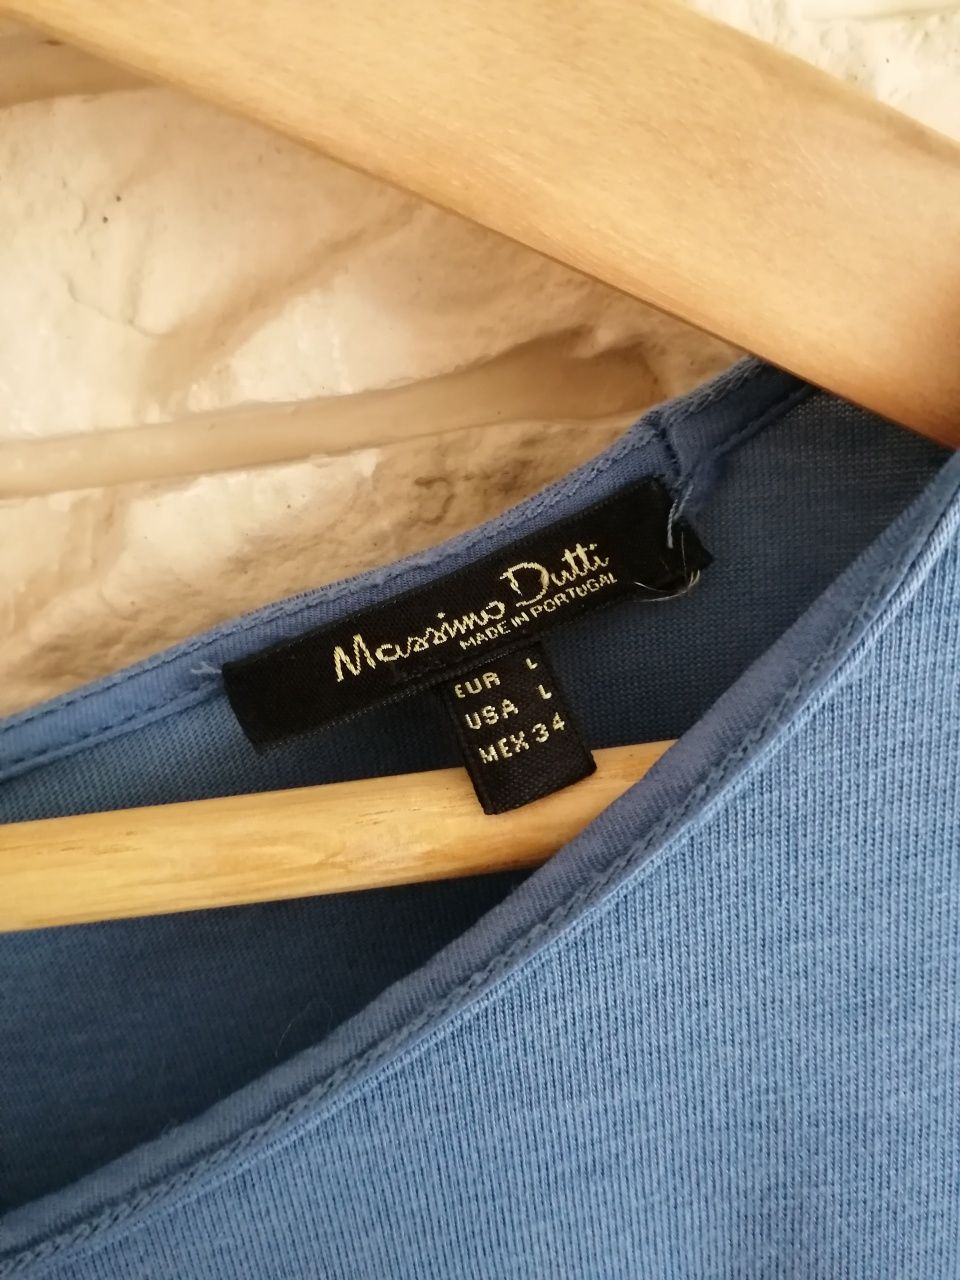 Massimo Dutti
MADE IN PORTUGAL
EUR L
USA L
MEX 34